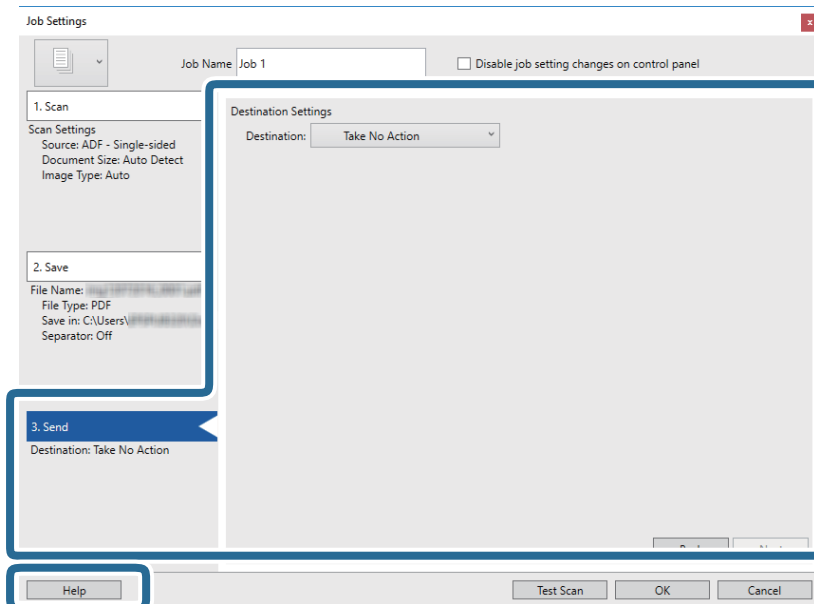 Job Settings
Job Name Job 1
Disable job setting changes on control panel
1. Scan
Scan Settings
Source: ADF - Single-sided
Document Size: Auto Detect
Image Type: Auto
2. Save
File Name:
File Type: PDF
Save in: C:\Users\
Separator: Off
3. Send
Destination: Take No Action
Destination Settings
Destination: Take No Action
Help
Test Scan
OK
Cancel